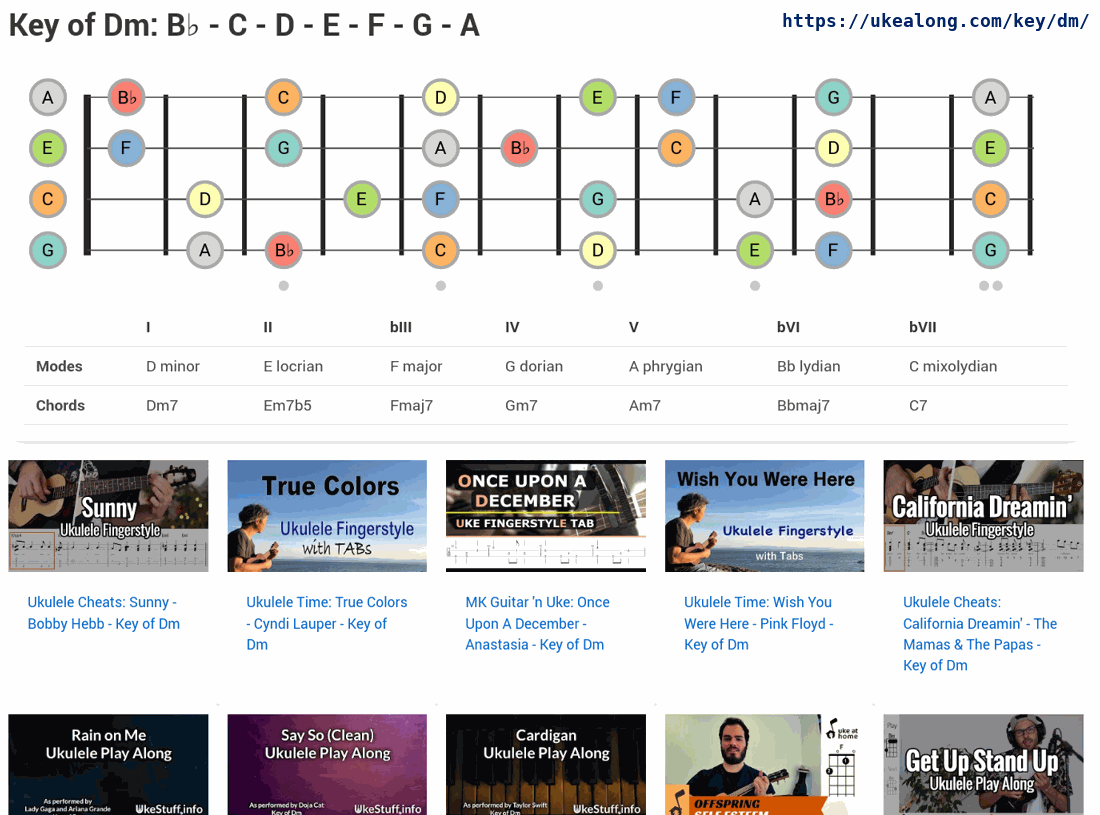 Key of Dm: B♭ - C - D - E - F - G - A
https://ukealong.com/key/dm/
A B♭ C D E F G A
E F G A B♭ C D E
C D E F G A B♭ C
G A B♭ C D E F G
I II bIII IV V bVI bVII
Modes D minor E locrian F major G dorian A phrygian Bb lydian C mixolydian
Chords Dm7 Em7b5 Fmaj7 Gm7 Am7 Bbmaj7 C7
Sunny
Ukulele Fingerstyle
True Colors
Ukulele Fingerstyle
with TABs
ONCE UPON A
DECEMBER
UKE FINGERSTYLE TAB
Wish You Were Here
Ukulele Fingerstyle
with Tabs
California Dreamin'
Ukulele Fingerstyle
Ukulele Cheats: Sunny -
Bobby Hebb - Key of Dm
Ukulele Time: True Colors
- Cyndi Lauper - Key of
Dm
MK Guitar 'n Uke: Once
Upon A December -
Anastasia - Key of Dm
Ukulele Time: Wish You
Were Here - Pink Floyd -
Key of Dm
Ukulele Cheats:
California Dreamin' - The
Mamas & The Papas -
Key of Dm
Rain on Me
Ukulele Play Along
As performed by
Lady Gaga and Ariana Grande
UkeStuff.info
Say So (Clean)
Ukulele Play Along
As performed by Doja Cat
Key of Dm
UkeStuff.info
Cardigan
Ukulele Play Along
As performed by Taylor Swift
Key of Dm
UkeStuff.info
uke at
home
F
OFFSPRING
SELF ESTEEM
Play
Get Up Stand Up
Ukulele Play Along